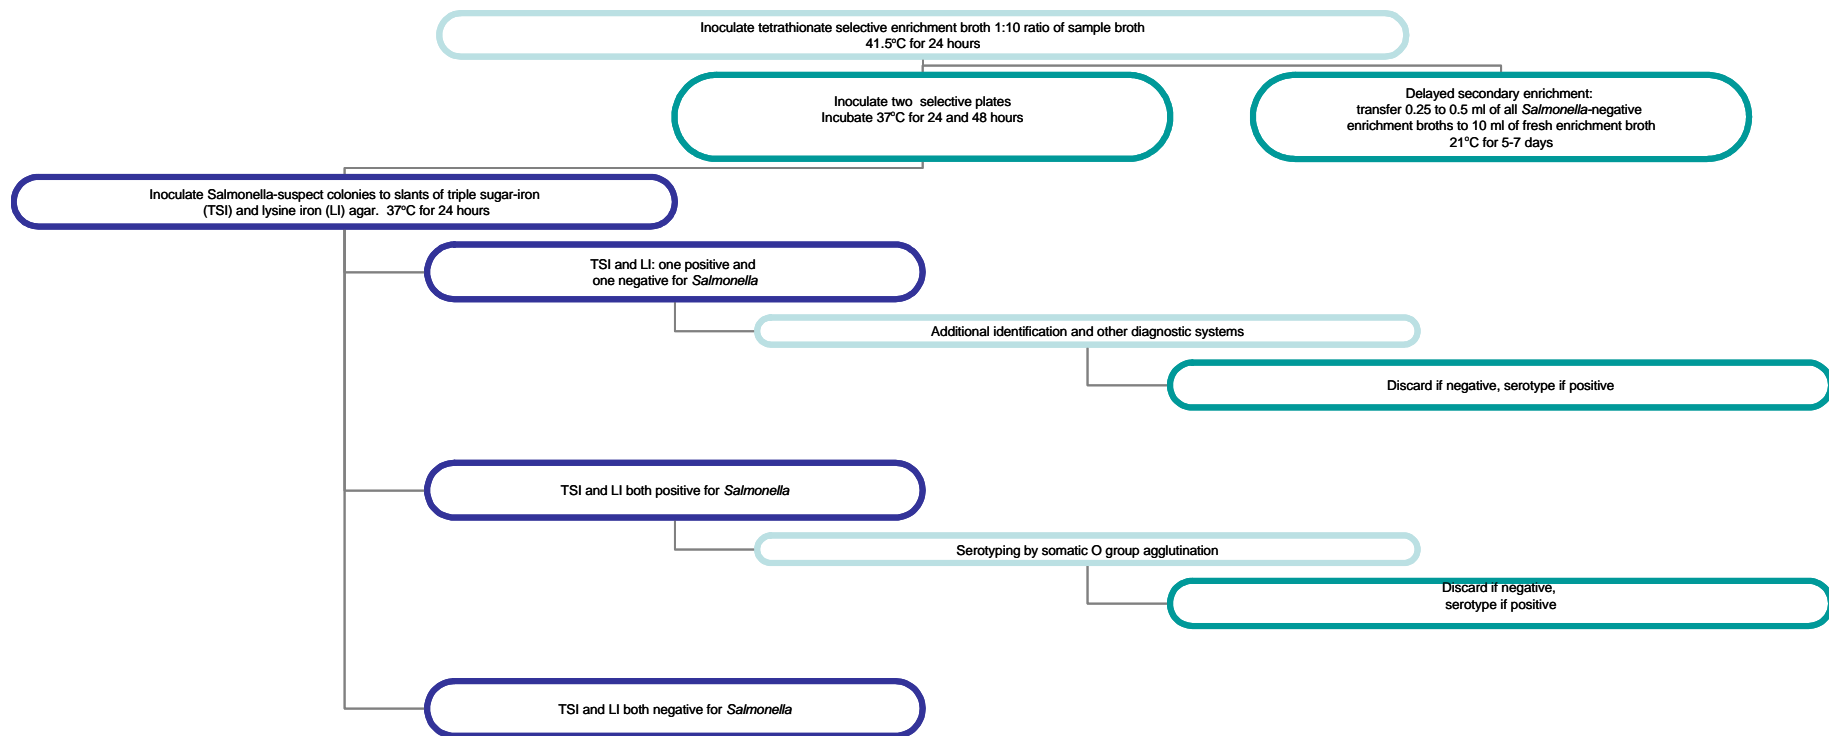 Inoculate tetrathionate selective enrichment broth 1:10 ratio of sample broth
41.5°C for 24 hours
Inoculate two selective plates
Incubate 37°C for 24 and 48 hours
Delayed secondary enrichment:
transfer 0.25 to 0.5 ml of all Salmonella-negative
enrichment broths to 10 ml of fresh enrichment broth
21°C for 5-7 days
Inoculate Salmonella-suspect colonies to slants of triple sugar-iron
(TSI) and lysine iron (LI) agar. 37°C for 24 hours
TSI and LI: one positive and
one negative for Salmonella
Additional identification and other diagnostic systems
Discard if negative, serotype if positive
TSI and LI both positive for Salmonella
Serotyping by somatic O group agglutination
Discard if negative,
serotype if positive
TSI and LI both negative for Salmonella